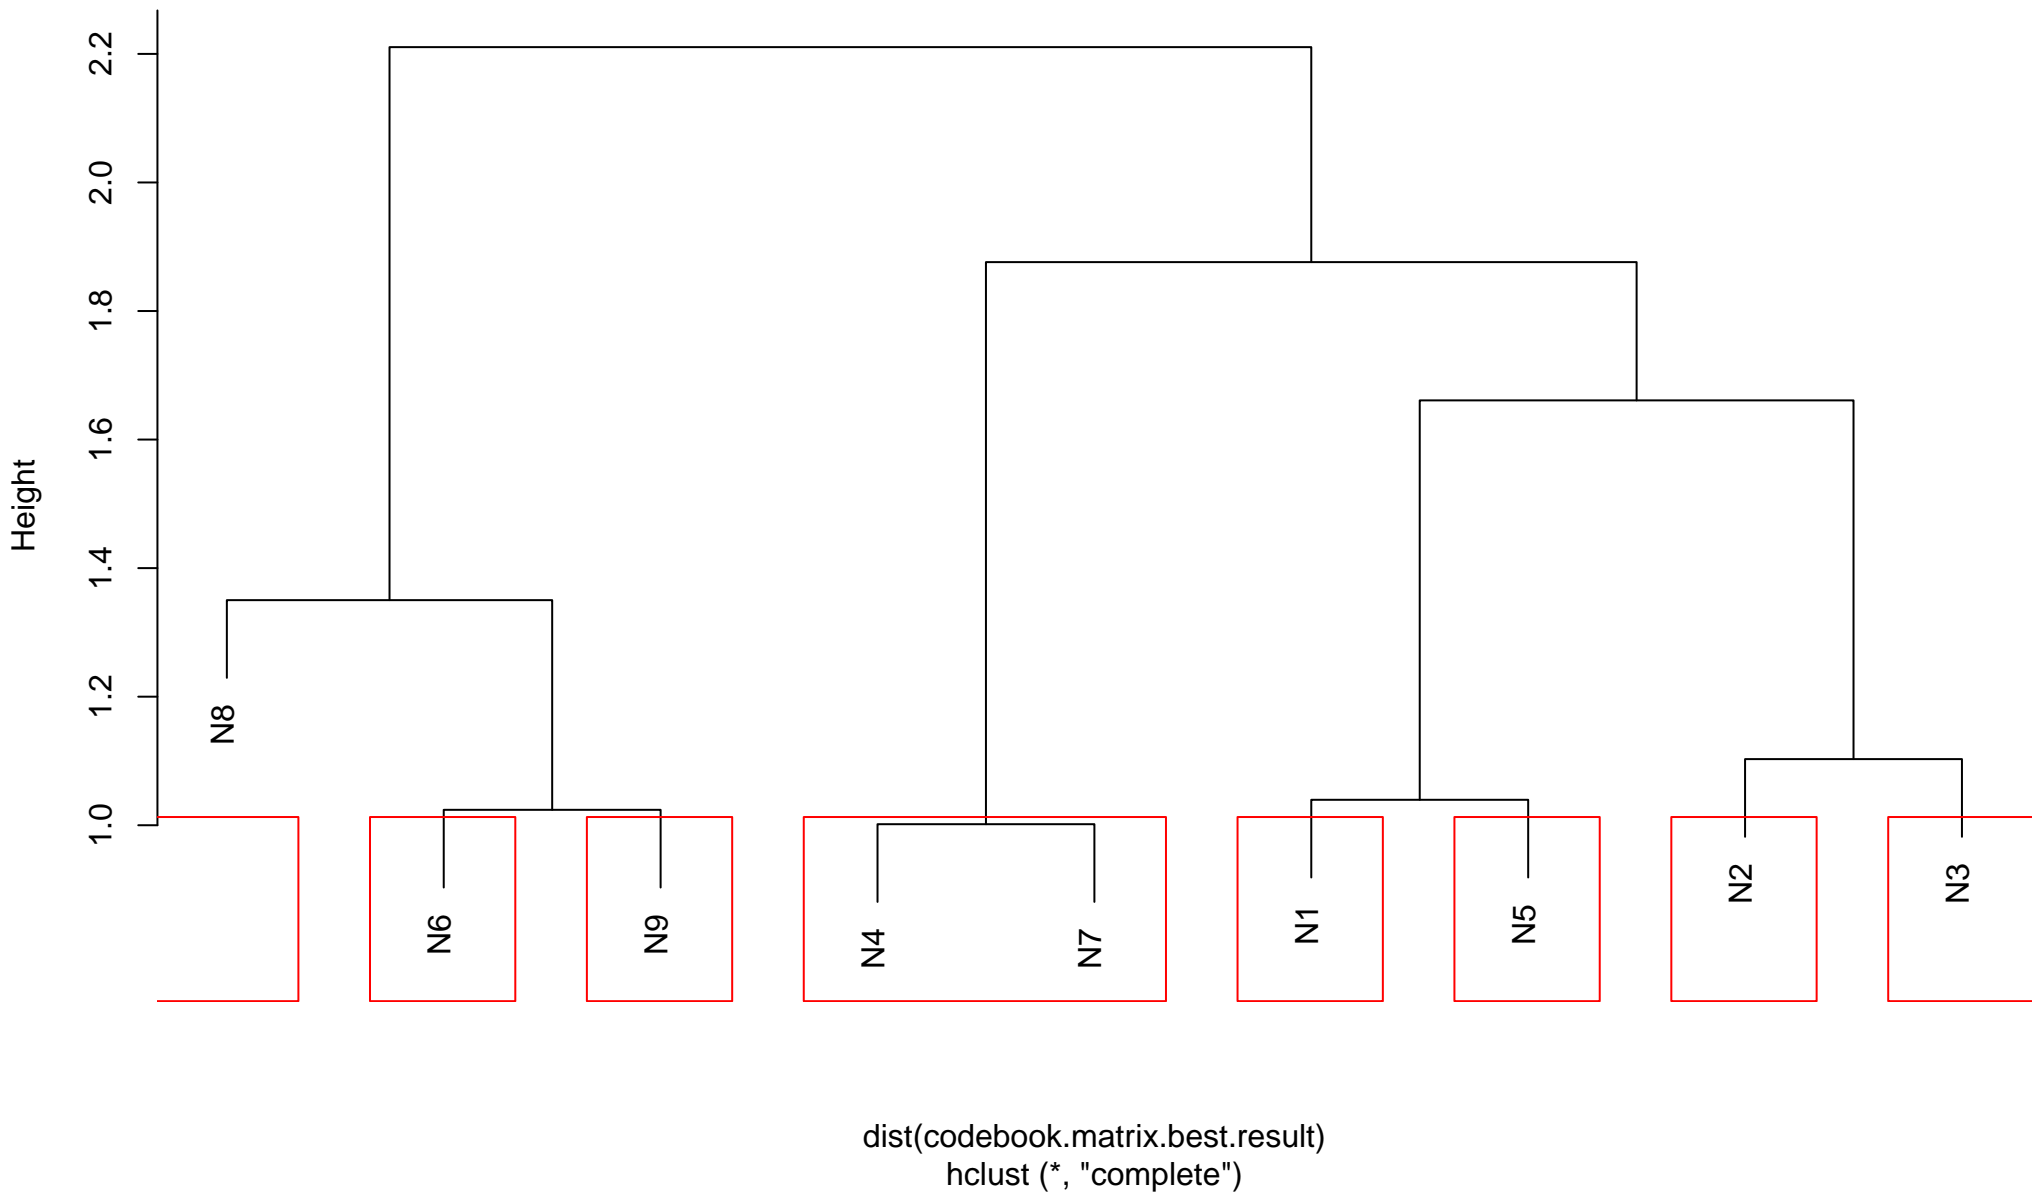 Height
2.2
2.0
1.8
1.6
1.4
1.2
1.0
N8
N6
N9
N4
N7
N1
N5
N2
N3
dist(codebook.matrix.best.result)
hclust (*, "complete")